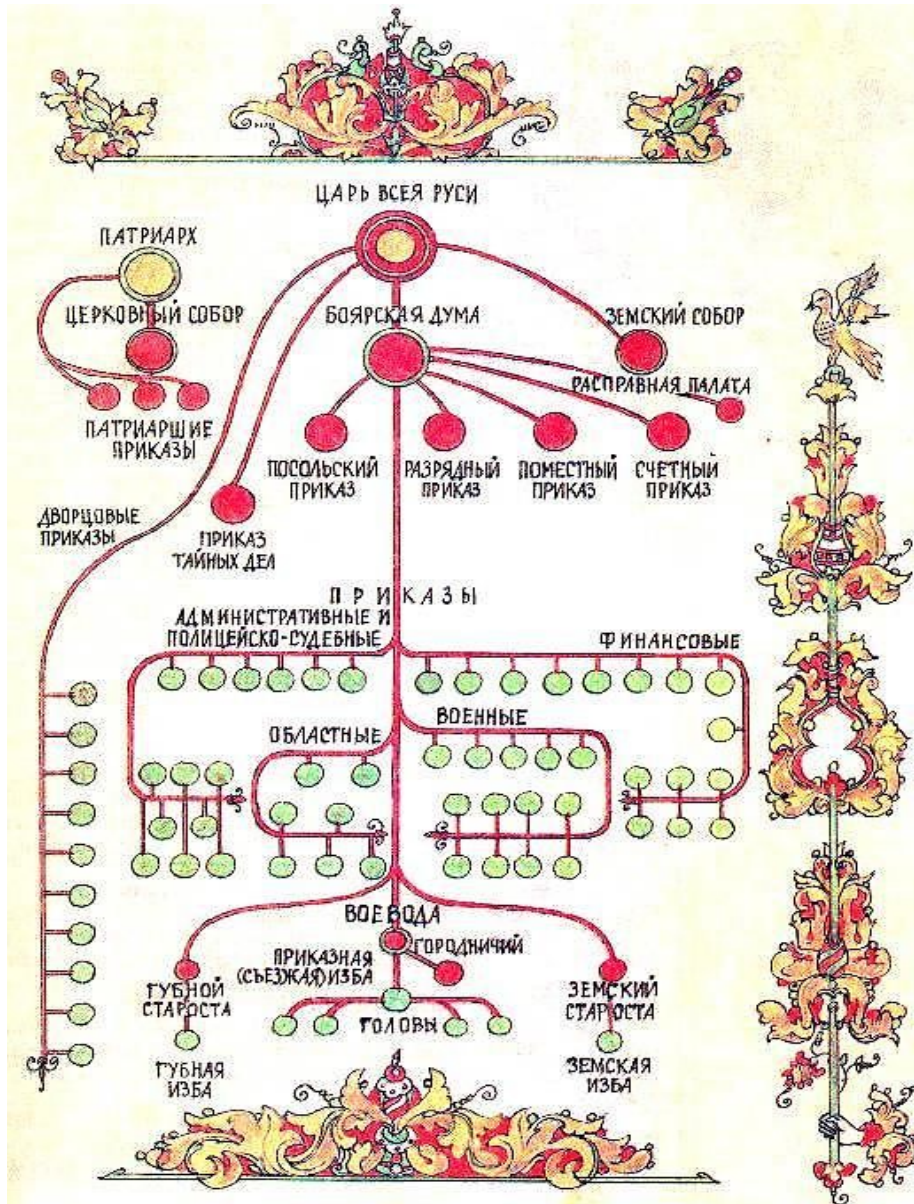 ЦАРЬ ВСЕЯ РУСИ
ПАТРИАРХ
ЦЕРКОВНЫЙ СОБОР
БОЯРСКАЯ ДУМА
ЗЕМСКИЙ СОБОР
РАСПРАВНАЯ ПАЛАТА
ПАТРИАРШИЕ
ПРИКАЗЫ
ПОСОЛЬСКИЙ
ПРИКАЗ
РАЗРЯДНЫЙ
ПРИКАЗ
ПОМЕСТНЫЙ
ПРИКАЗ
СЧЕТНЫЙ
ПРИКАЗ
ДВОРЦОВЫЕ
ПРИКАЗЫ
ПРИКАЗ
ТАЙНЫХ ДЕЛ
ПРИКАЗЫ
АДМИНИСТРАТИВНЫЕ И
ПОЛИЦЕЙСКО-СУДЕБНЫЕ
ФИНАНСОВЫЕ
ОБЛАСТНЫЕ
ВОЕННЫЕ
ВОЕВОДА
ГОРОДНИЧИЙ
ПРИКАЗНАЯ
(СЪЕЗЖАЯ) ИЗБА
ГУБНОЙ
СТАРОСТА
ГОЛОВЫ
ЗЕМСКИЙ
СТАРОСТА
ГУБНАЯ
ИЗБА
ЗЕМСКАЯ
ИЗБА